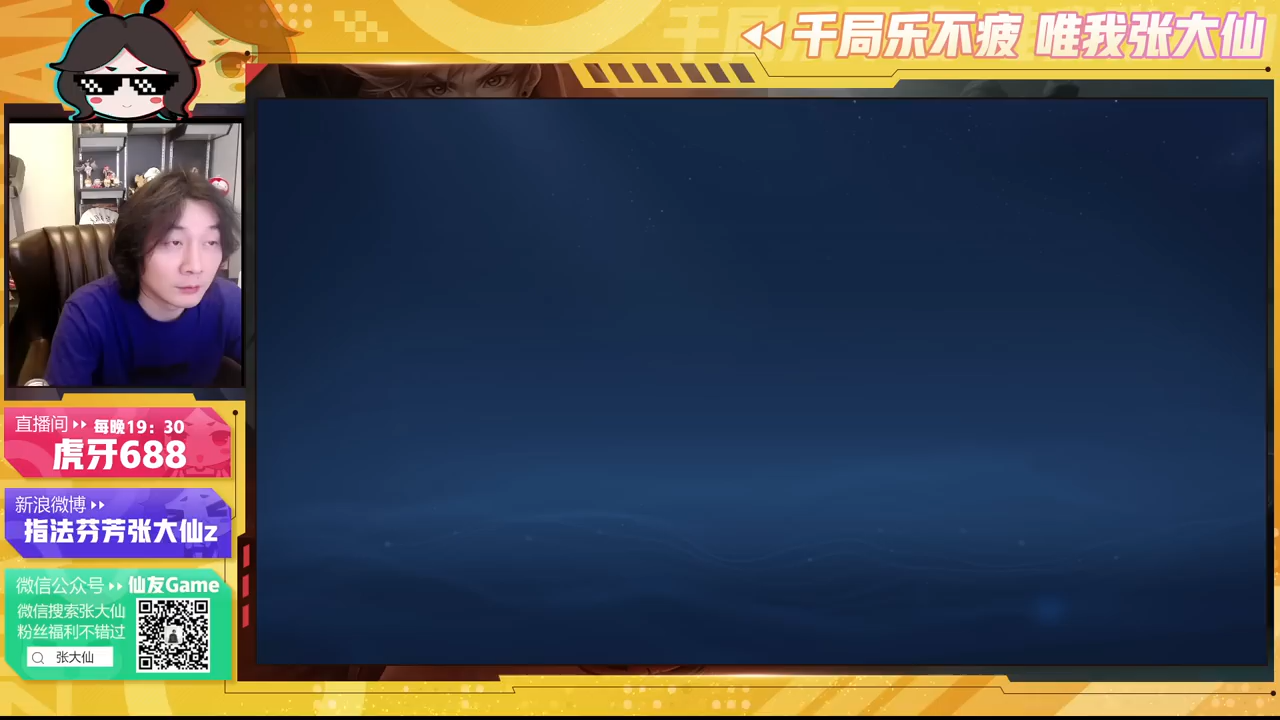 千局乐不疲 唯我张大仙
直播间 每晚19：30
虎牙688
新浪微博
指法芬芳张大仙z
微信公众号 仙友Game
微信搜索张大仙
粉丝福利不错过
张大仙